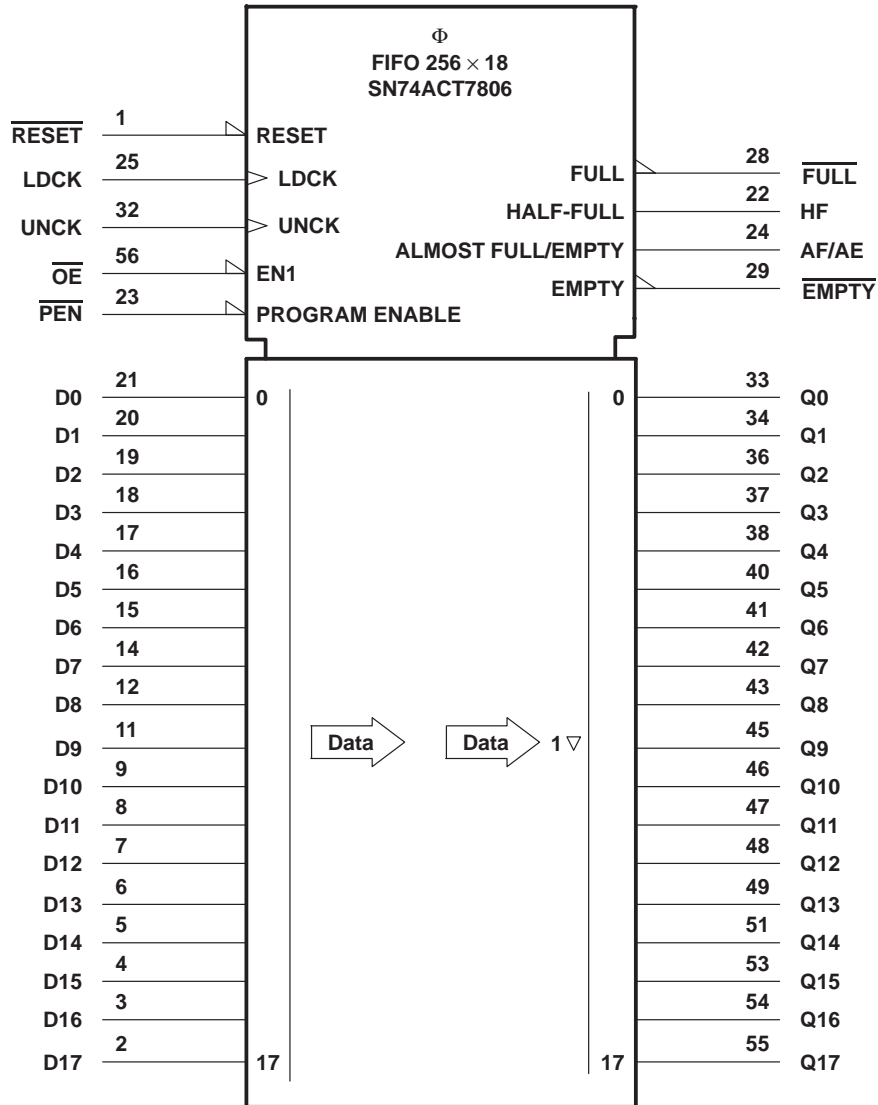 Φ
FIFO 256 × 18
SN74ACT7806
RESET 1 RESET
LDCK 25 LDCK
UNCK 32 UNCK
OE 56 EN1
PEN 23 PROGRAM ENABLE
FULL 28 FULL
HALF-FULL 22 HF
ALMOST FULL/EMPTY 24 AF/AE
EMPTY 29 EMPTY
D0 21 0 0 33 Q0
D1 20 34 Q1
D2 19 36 Q2
D3 18 37 Q3
D4 17 38 Q4
D5 16 40 Q5
D6 15 41 Q6
D7 14 42 Q7
D8 12 43 Q8
D9 11 Data Data 1 ▽ 45 Q9
D10 9 46 Q10
D11 8 47 Q11
D12 7 48 Q12
D13 6 49 Q13
D14 5 51 Q14
D15 4 53 Q15
D16 3 54 Q16
D17 2 17 17 55 Q17